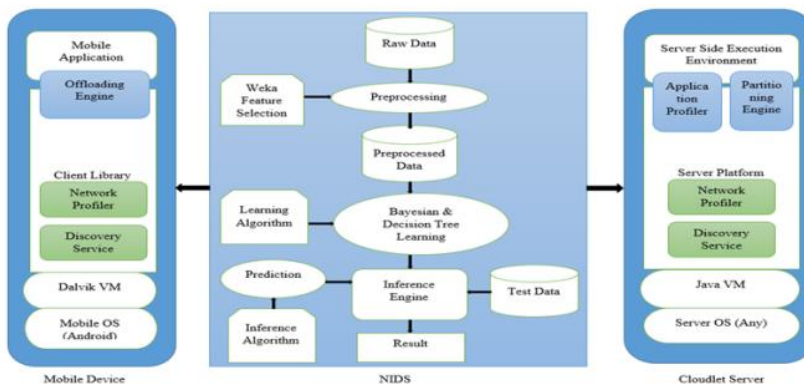 Mobile
Application
Offloading
Engine
Client Library
Network
Profiler
Discovery
Service
Dalvik VM
Mobile OS
(Android)
Mobile Device
Raw Data
Weka
Feature
Selection
Preprocessing
Preprocessed
Data
Learning
Algorithm
Bayesian &
Decision Tree
Learning
Prediction
Inference
Engine
Test Data
Inference
Algorithm
Result
NIDS
Server Side Execution
Environment
Applica
tion
Profiler
Partitio
ning
Engine
Server Platform
Network
Profiler
Discovery
Service
Java VM
Server OS (Any)
Cloudlet Server